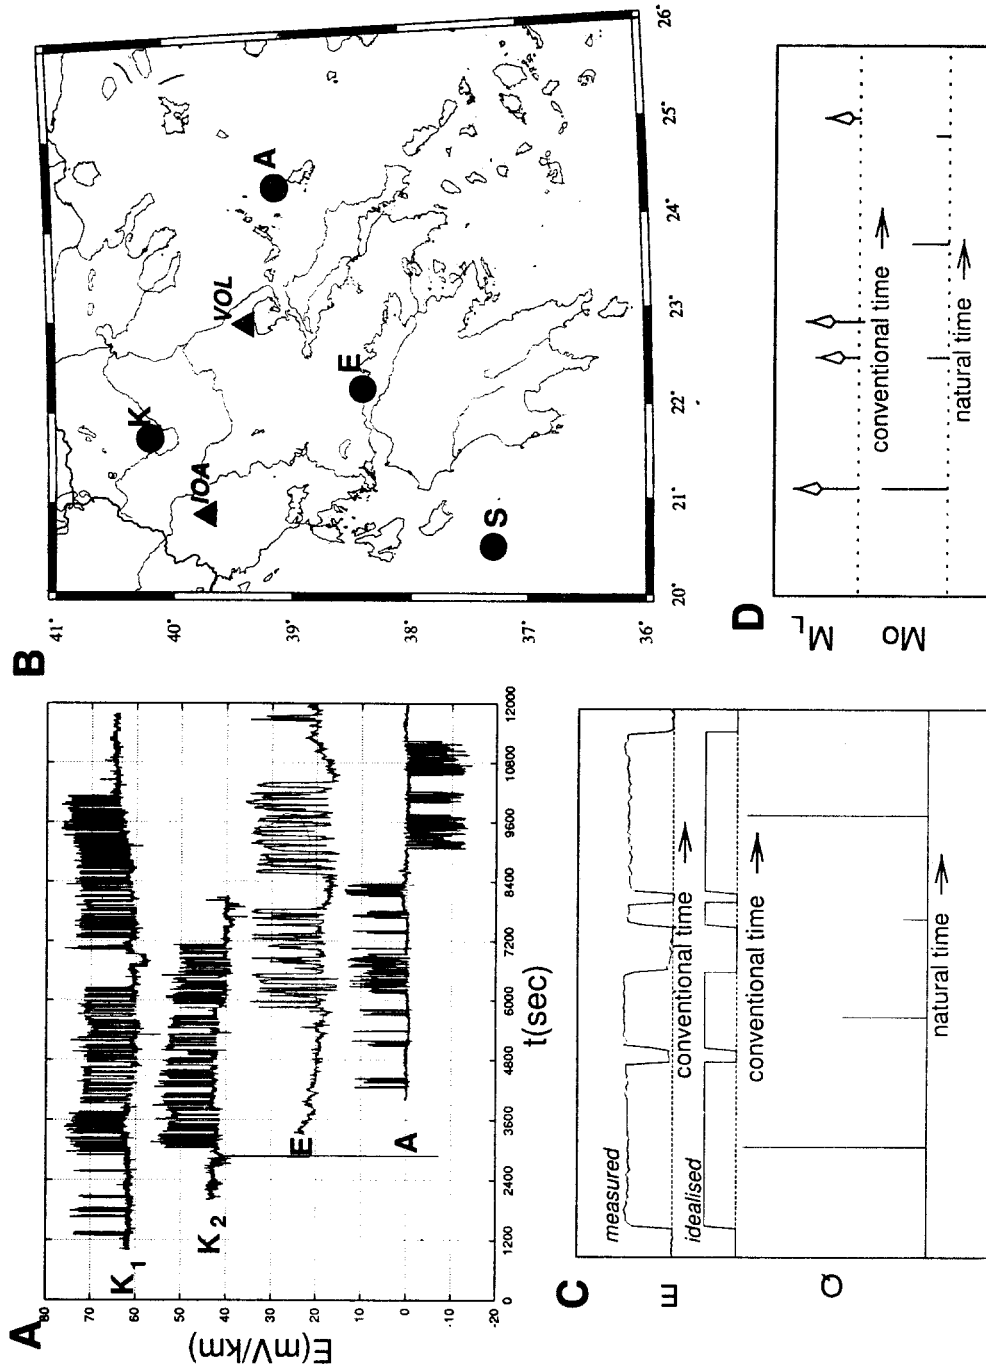 A
E(mV/km)
80
70
60
50
40
30
20
10
0
-10
-20
K1
K2
E
A
0
1200
2400
3600
4800
6000
7200
8400
9600
10800
12000
t(sec)
B
41°
40°
39°
38°
37°
36°
20°
21°
22°
23°
24°
25°
26°
K
IOA
VOL
A
E
S
C
E
Q
measured
conventional time
idealised
conventional time
natural time
D
ML
Mo
conventional time
natural time